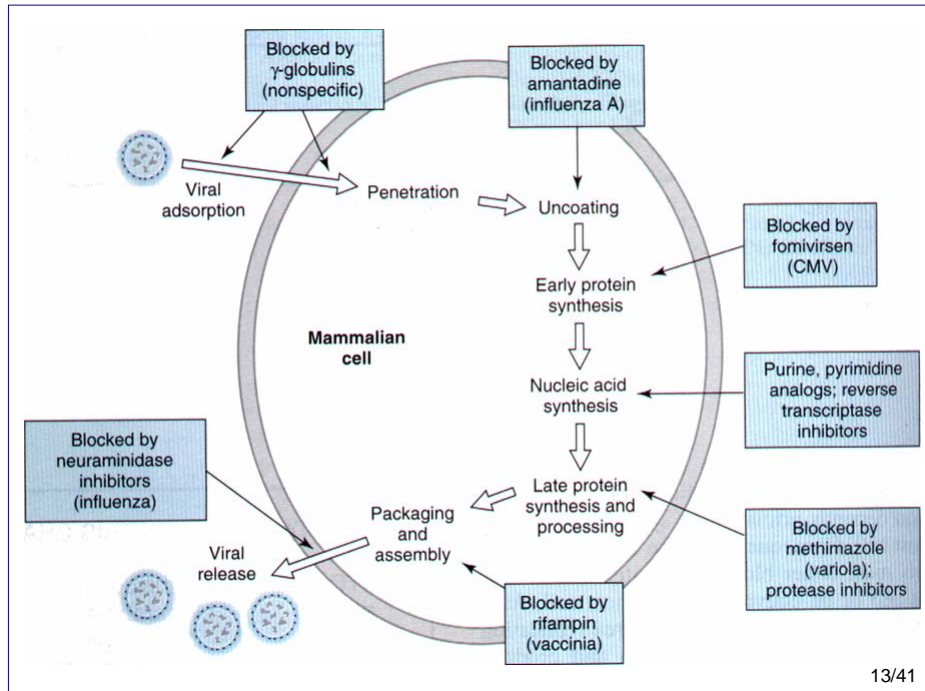 Blocked by
γ-globulins
(nonspecific)
Blocked by
amantadine
(influenza A)
Viral
adsorption
Penetration
Uncoating
Blocked by
fomivirsen
(CMV)
Early protein
synthesis
Mammalian
cell
Nucleic acid
synthesis
Purine, pyrimidine
analogs; reverse
transcriptase
inhibitors
Blocked by
neuraminidase
inhibitors
(influenza)
Late protein
synthesis and
processing
Blocked by
methimazole
(variola);
protease inhibitors
Packaging
and
assembly
Viral
release
Blocked by
rifampin
(vaccinia)
13/41